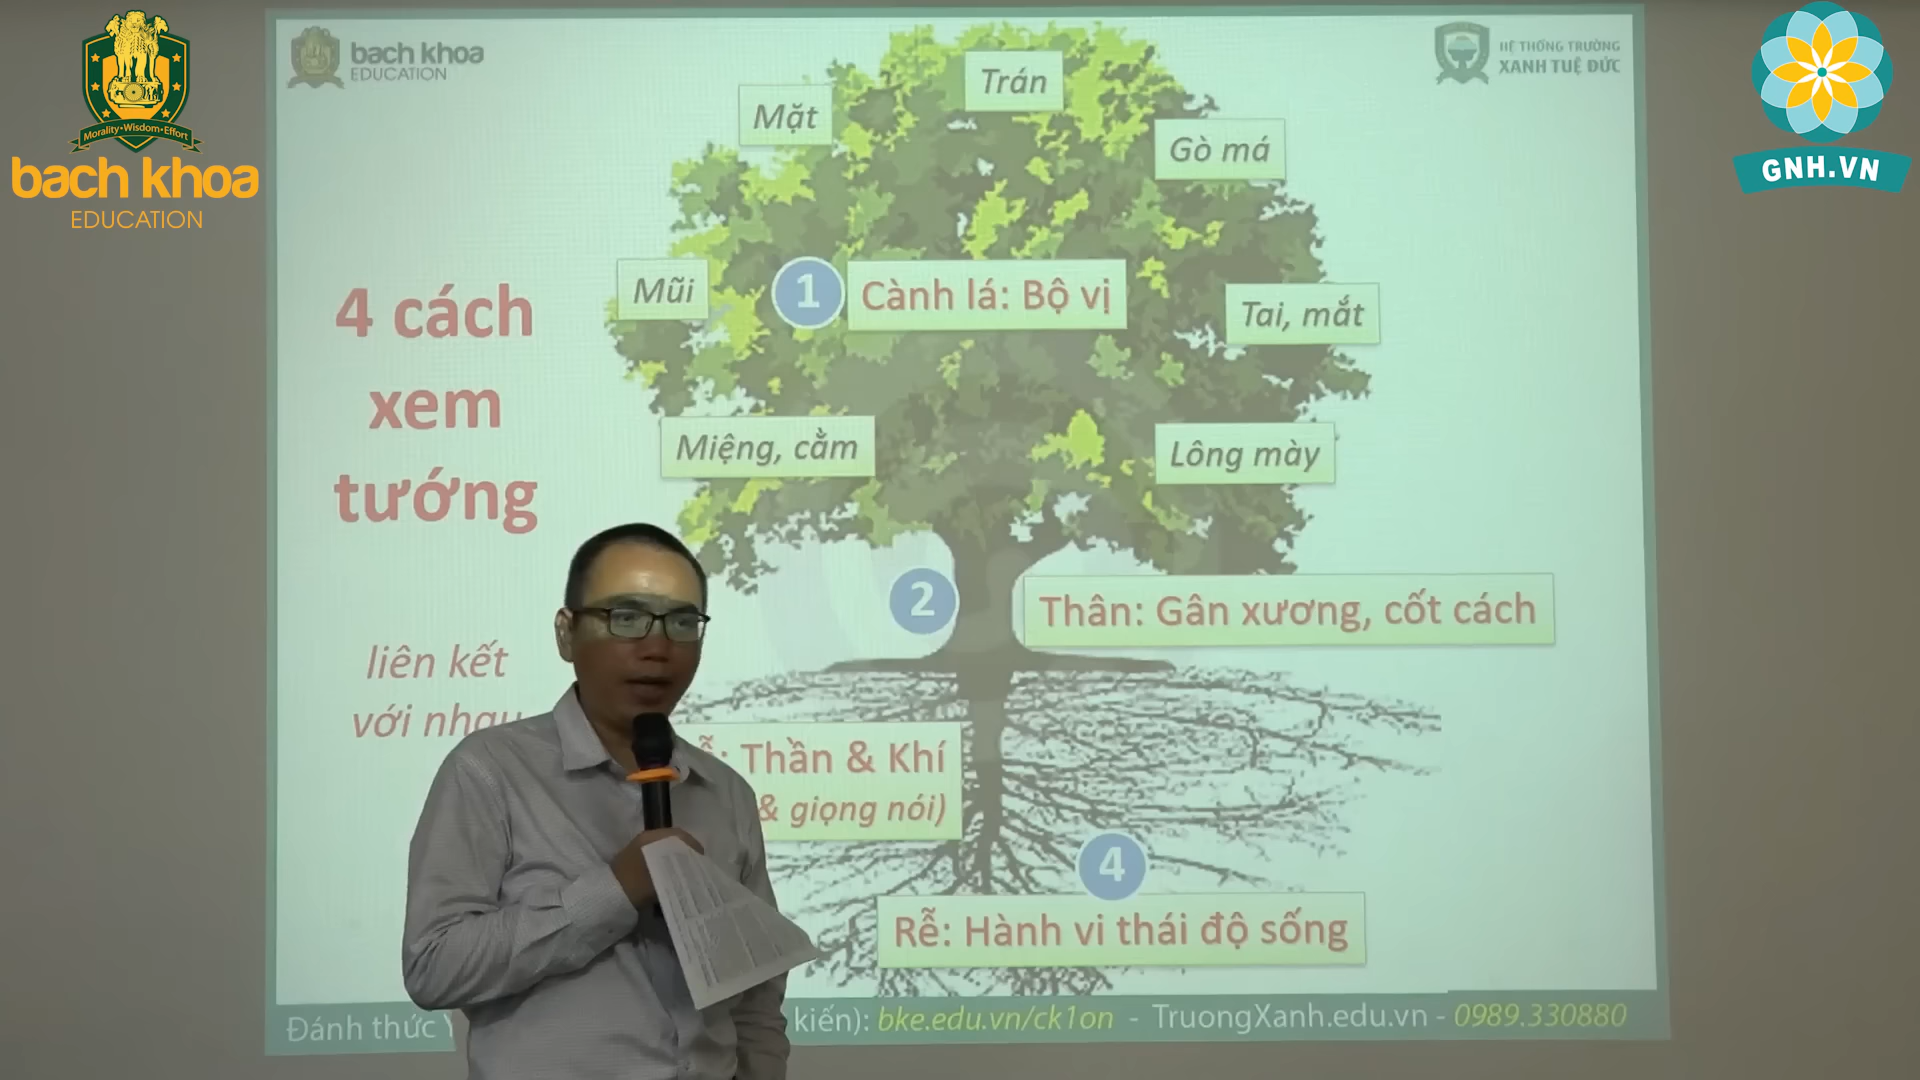 Morality • Wisdom • Effort
bach khoa
EDUCATION
bach khoa
EDUCATION
HỆ THỐNG TRƯỜNG
XANH TUỆ ĐỨC
GNH.VN
4 cách
xem
tướng
liên kết
với nhau
Trán
Mặt
Gò má
Mũi
1
Cành lá: Bộ vị
Tai, mắt
Miệng, cằm
Lông mày
2
Thân: Gân xương, cốt cách
: Thần & Khí
& giọng nói)
4
Rễ: Hành vi thái độ sống
Đánh thức
kiến): bke.edu.vn/ck1on - TruongXanh.edu.vn - 0989.330880